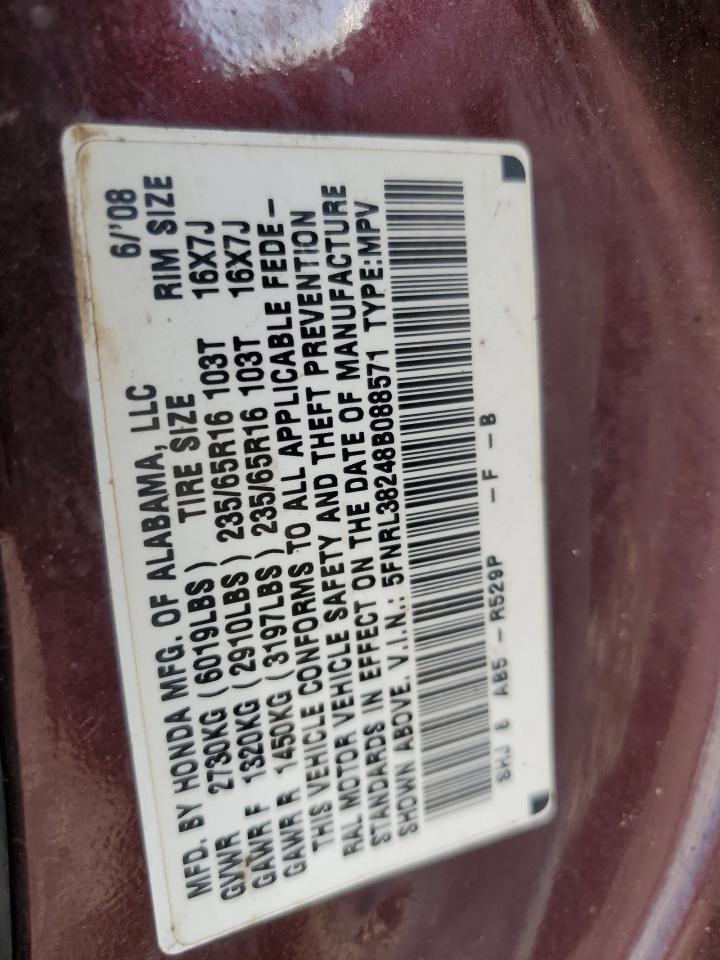 MFD. BY HONDA MFG. OF ALABAMA, LLC 6/'08
GVWR 2730KG (6019LBS) TIRE SIZE RIM SIZE
GAWR F 1320KG (2910LBS) 235/65R16 103T 16X7J
GAWR R 1450KG (3197LBS) 235/65R16 103T 16X7J
THIS VEHICLE CONFORMS TO ALL APPLICABLE FEDE-
RAL MOTOR VEHICLE SAFETY AND THEFT PREVENTION
STANDARDS IN EFFECT ON THE DATE OF MANUFACTURE
SHOWN ABOVE. V.I.N.: 5FNRL38248B088571 TYPE:MPV
SHJ 6 AB5 -R529P -F-B